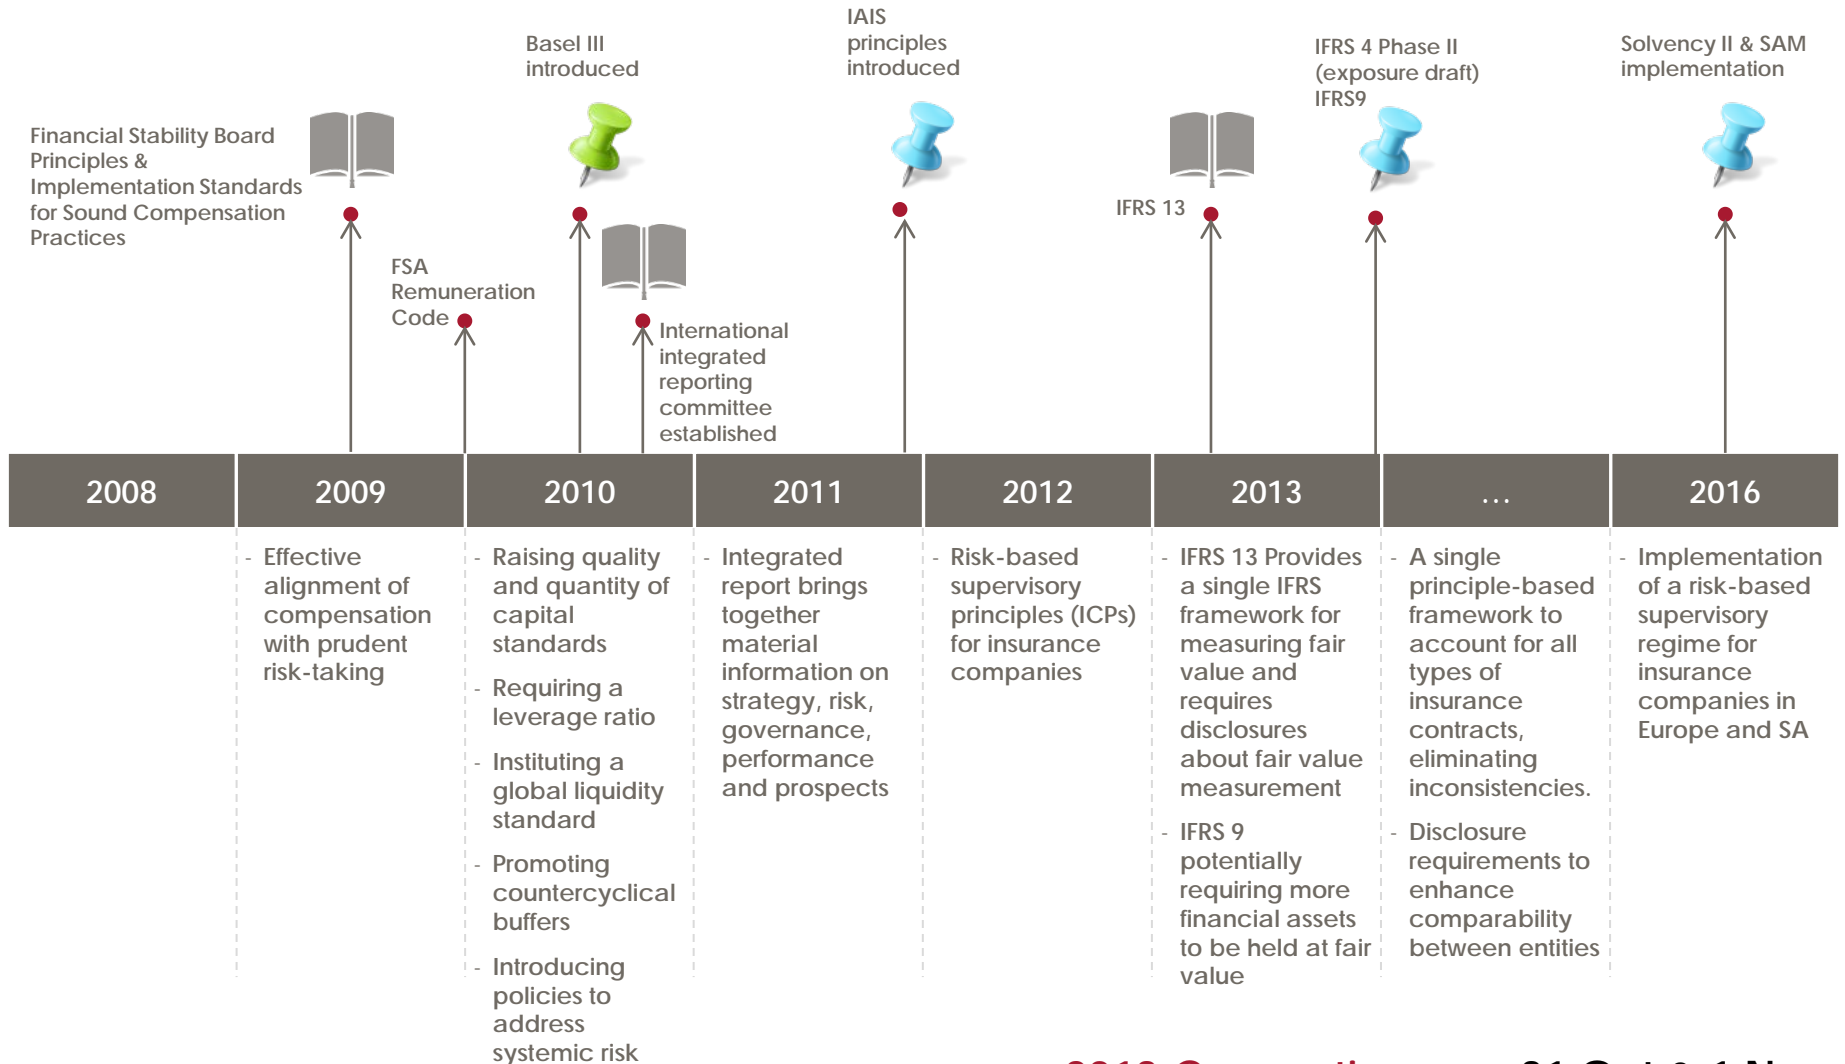 IAIS
principles
introduced
Basel III
introduced
IFRS 4 Phase II
(exposure draft)
IFRS9
Solvency II & SAM
implementation
Financial Stability Board
Principles &
Implementation Standards
for Sound Compensation
Practices
IFRS 13
FSA
Remuneration
Code
International
integrated
reporting
committee
established
2008
2009
2010
2011
2012
2013
...
2016
- Effective
alignment of
compensation
with prudent
risk-taking
- Raising quality
and quantity of
capital
standards
- Requiring a
leverage ratio
- Instituting a
global liquidity
standard
- Promoting
countercyclical
buffers
- Introducing
policies to
address
systemic risk
- Integrated
report brings
together
material
information on
strategy, risk,
governance,
performance
and prospects
- Risk-based
supervisory
principles (ICPs)
for insurance
companies
- IFRS 13 Provides
a single IFRS
framework for
measuring fair
value and
requires
disclosures
about fair value
measurement
- IFRS 9
potentially
requiring more
financial assets
to be held at fair
value
- A single
principle-based
framework to
account for all
types of
insurance
contracts,
eliminating
inconsistencies.
- Disclosure
requirements to
enhance
comparability
between entities
- Implementation
of a risk-based
supervisory
regime for
insurance
companies in
Europe and SA